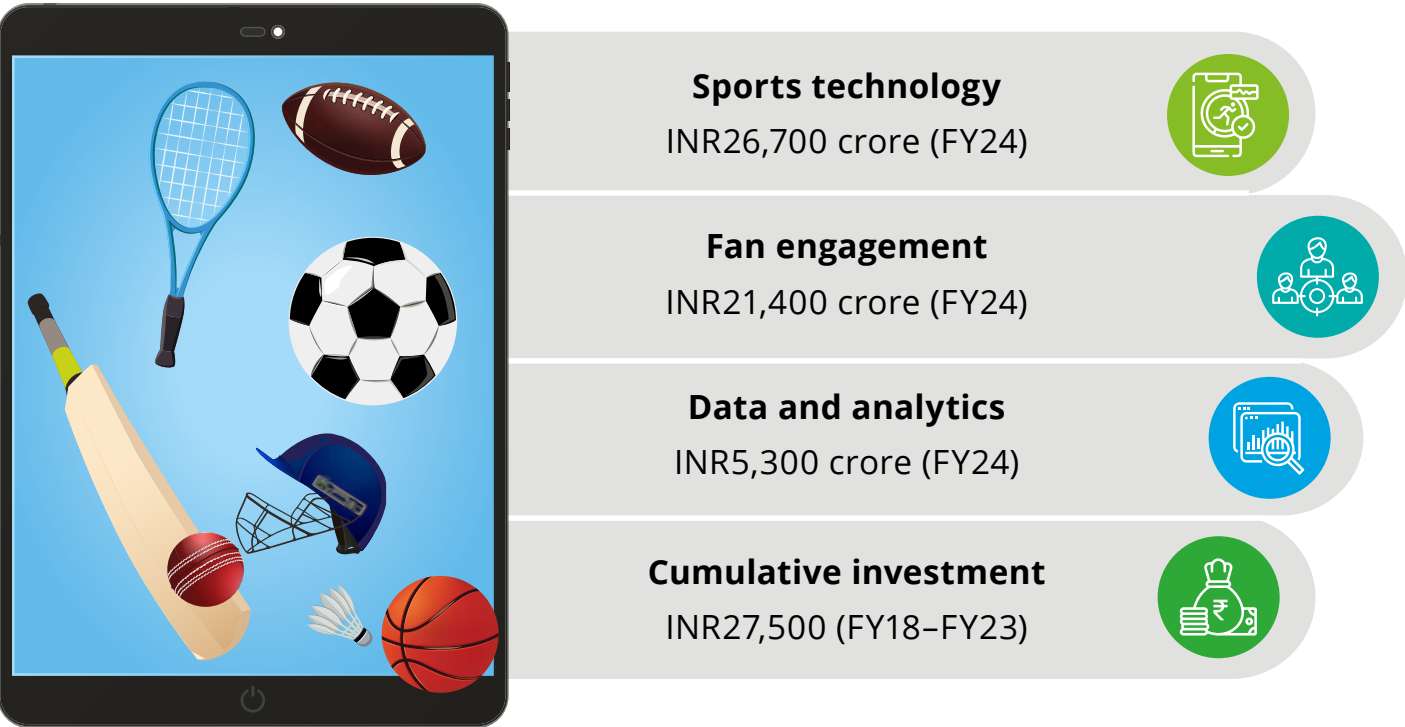 Sports technology
INR26,700 crore (FY24)
Fan engagement
INR21,400 crore (FY24)
Data and analytics
INR5,300 crore (FY24)
Cumulative investment
INR27,500 (FY18–FY23)
₹